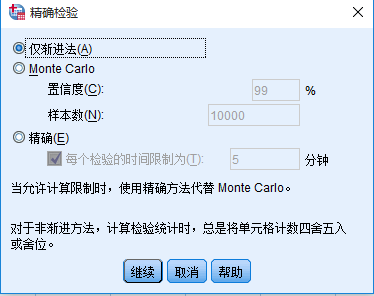 精确检验
仅渐进法(A)
Monte Carlo
置信度(C): 99 %
样本数(N): 10000
精确(E)
每个检验的时间限制为(T): 5 分钟
当允许计算限制时，使用精确方法代替 Monte Carlo。
对于非渐进方法，计算检验统计时，总是将单元格计数四舍五入
或舍位。
继续 取消 帮助